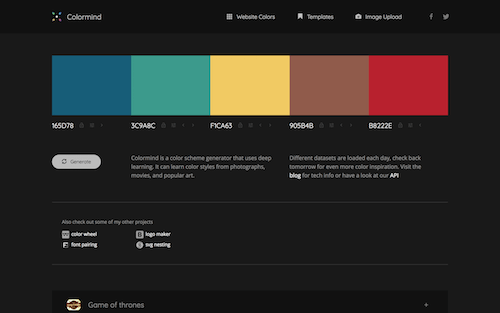 Colormind
Website Colors
Templates
Image Upload
165D78
3C9A8C
F1CA63
905B4B
B8222E
Generate
Colormind is a color scheme generator that uses deep
learning. It can learn color styles from photographs,
movies, and popular art.
Different datasets are loaded each day, check back
tomorrow for even more color inspiration. Visit the
blog for tech info or have a look at our API
Also check out some of my other projects
color wheel
logo maker
font pairing
svg nesting
Game of thrones
+